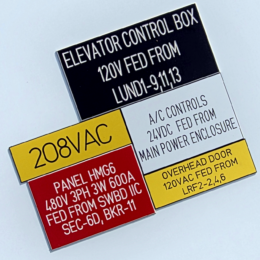 ELEVATOR CONTROL BOX
120V FED FROM
LUNDY-9,11,13
A/C CONTROLS
24VDC FED FROM
MAIN POWER ENCLOSURE
208VAC
PANEL HMG6
480V 3PH 3W 600A
FED FROM SWBD IIC
SEC-6D, BKR-11
OVERHEAD DOOR
120VAC FED FROM
LRF2-2,4,6